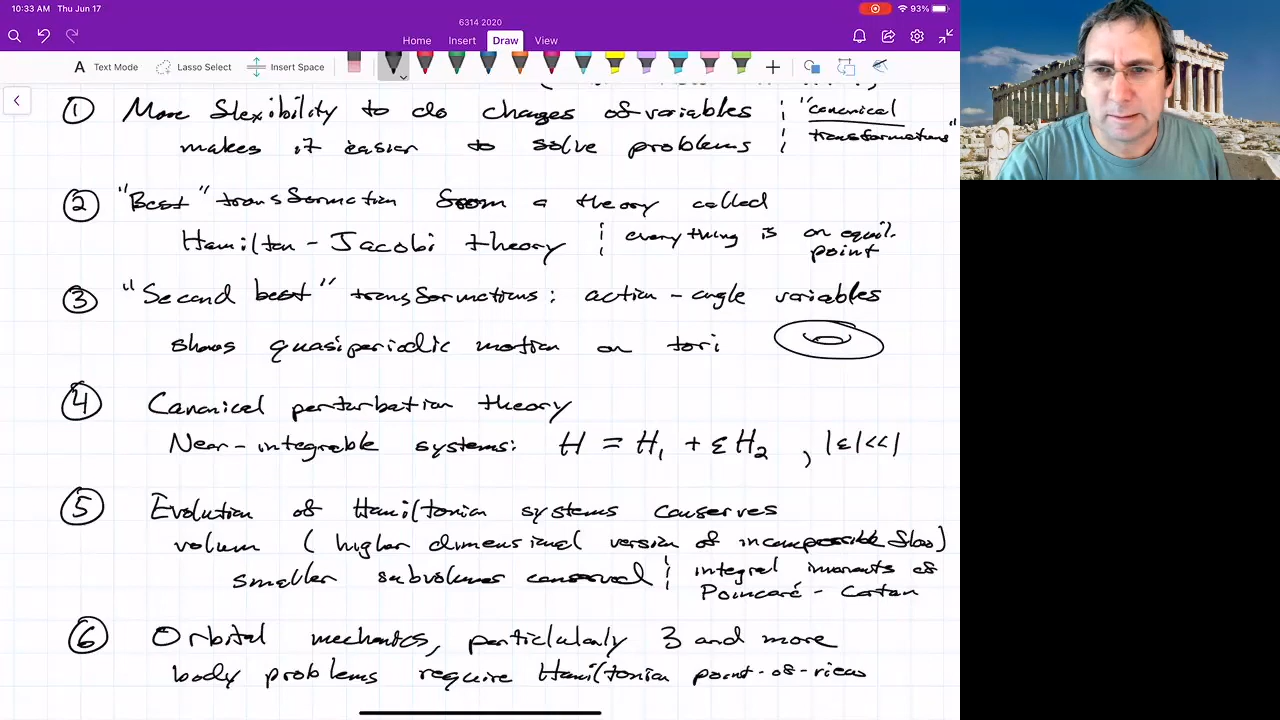 10:33 AM Thu Jun 17
93%
6314 2020
Home Insert Draw View
Text Mode Lasso Select Insert Space
① More flexibility to do changes of variables
makes it easier to solve problems
"canonical
transformations"
② "Best" transformation from a theory called
Hamilton - Jacobi theory
everything is an equil.
point
③ "Second best" transformations: action - angle variables
shows quasiperiodic motion on tori
④ Canonical perturbation theory
Near-integrable systems: H = H₁ + εH₂ , |ε|<<1
⑤ Evolution of Hamiltonian systems conserves
volume (higher dimensional version of incompressible flow)
smaller subvolumes conserved
integral invariants of
Poincaré - Cartan
⑥ Orbital mechanics, particularly 3 and more
body problems require Hamiltonian point-of-view